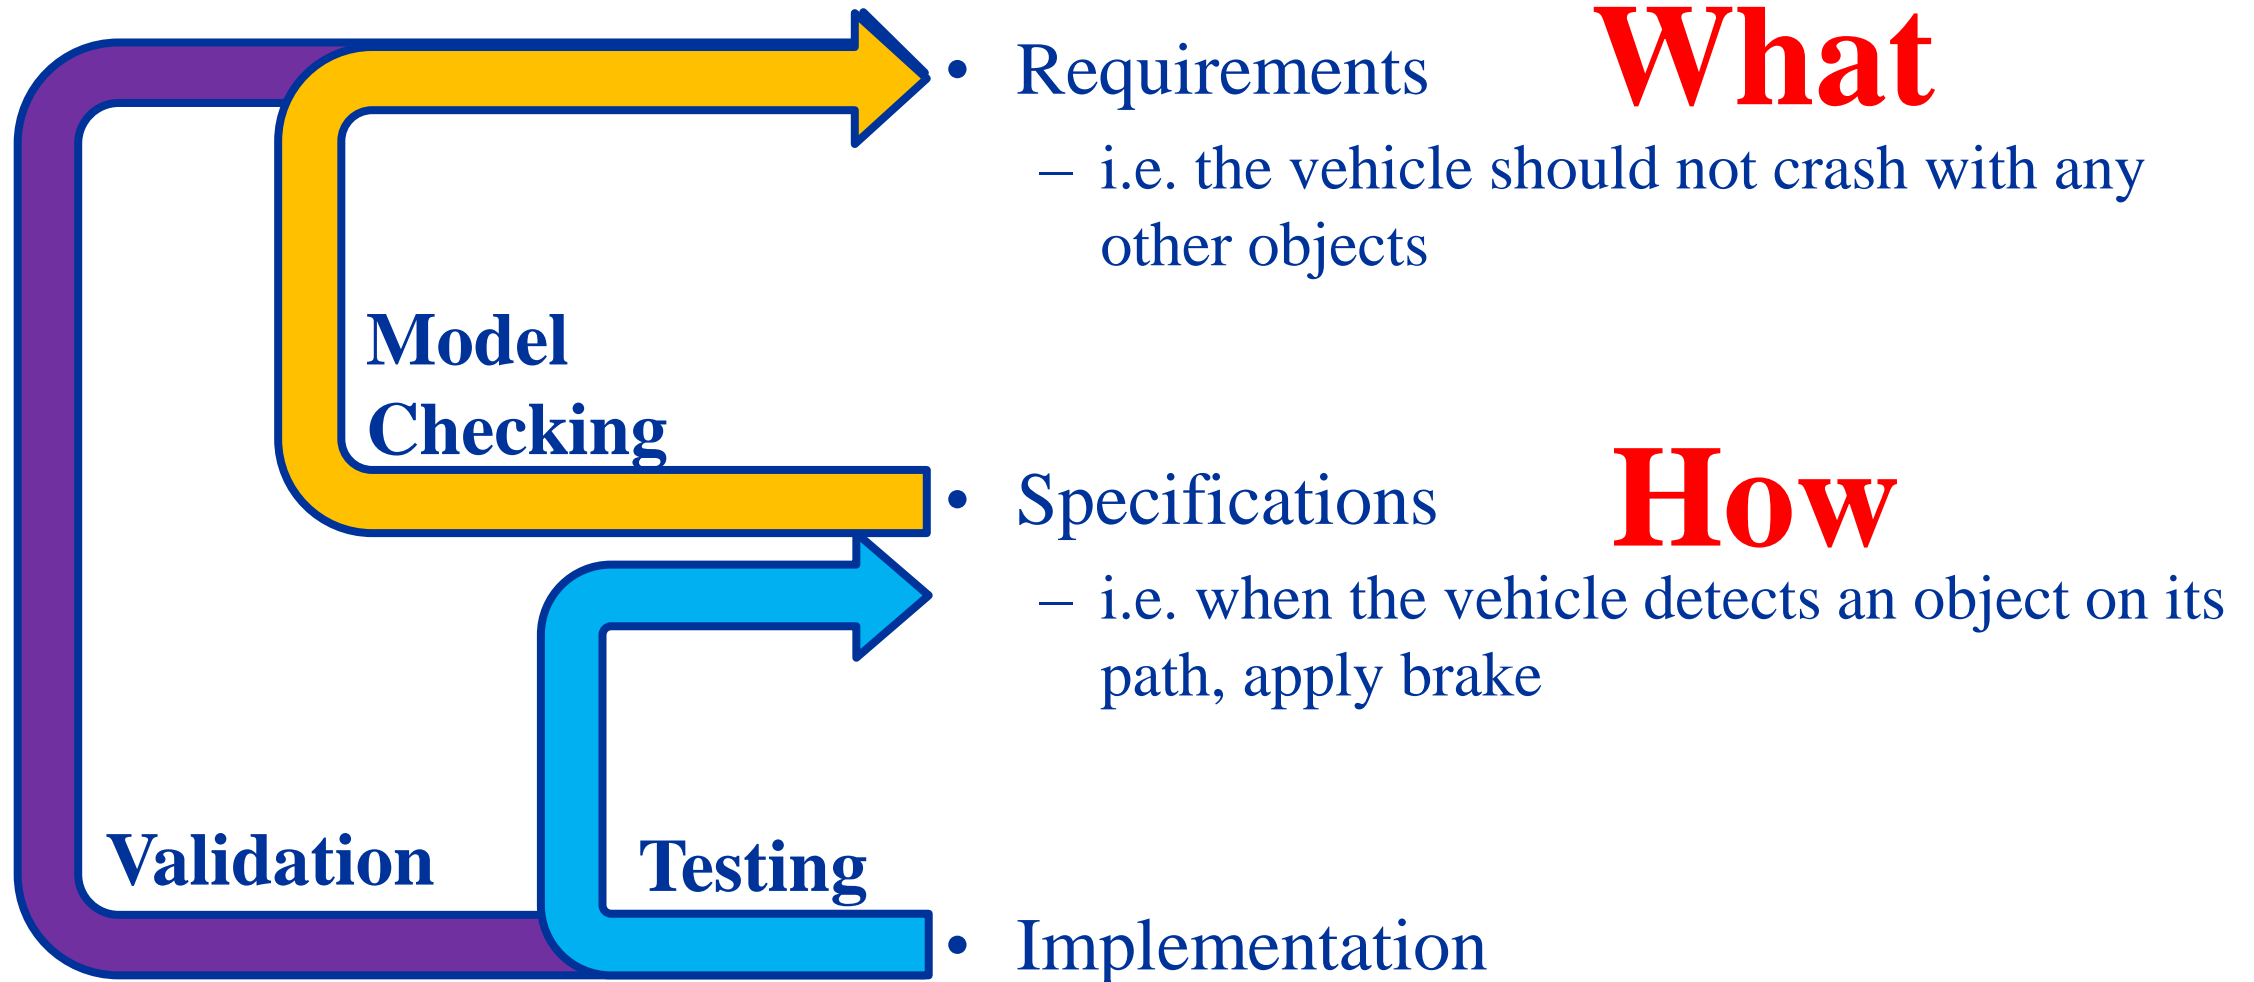 • Requirements What
– i.e. the vehicle should not crash with any
other objects
Model
Checking
• Specifications How
– i.e. when the vehicle detects an object on its
path, apply brake
Validation Testing
• Implementation